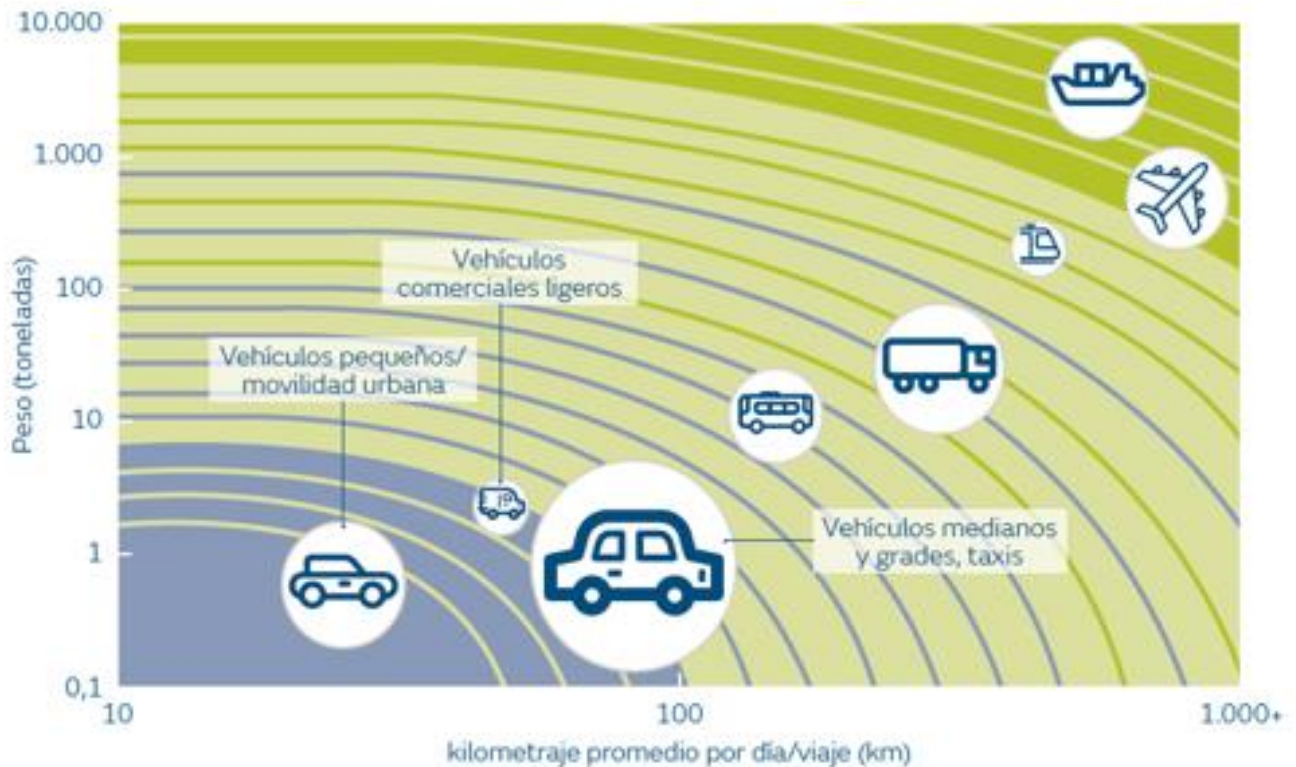 10.000
1.000
100
10
1
0,1
Peso (toneladas)
Vehículos
comerciales ligeros
Vehículos pequeños/
movilidad urbana
Vehículos medianos
y grades, taxis
10
100
1.000+
kilometraje promedio por día/viaje (km)